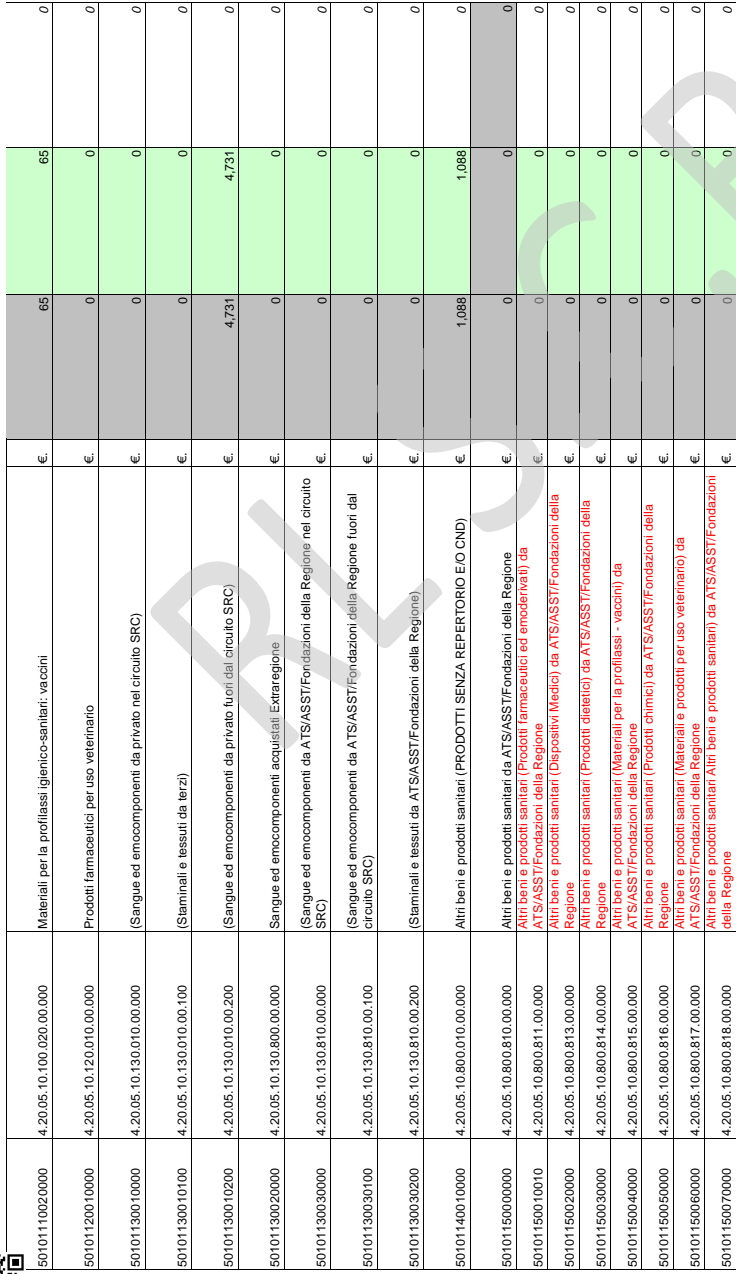 50101110020000 4.20.05.10.100.020.00.000 Materiali per la profilassi igienico-sanitari: vaccini €. 65 65 0
50101120010000 4.20.05.10.120.010.00.000 Prodotti farmaceutici per uso veterinario €. 0 0 0
50101130010000 4.20.05.10.130.010.00.000 (Sangue ed emocomponenti da privato nel circuito SRC) €. 0 0 0
50101130010100 4.20.05.10.130.010.00.100 (Staminali e tessuti da terzi) €. 0 0 0
50101130010200 4.20.05.10.130.010.00.200 (Sangue ed emocomponenti da privato fuori dal circuito SRC) €. 4,731 4,731 0
50101130020000 4.20.05.10.130.800.00.000 Sangue ed emocomponenti acquistati Extraregione €. 0 0 0
50101130030000 4.20.05.10.130.810.00.000 (Sangue ed emocomponenti da ATS/ASST/Fondazioni della Regione nel circuito
SRC) €. 0 0 0
50101130030100 4.20.05.10.130.810.00.100 (Sangue ed emocomponenti da ATS/ASST/Fondazioni della Regione fuori dal
circuito SRC) €. 0 0 0
50101130030200 4.20.05.10.130.810.00.200 (Staminali e tessuti da ATS/ASST/Fondazioni della Regione) €. 0 0 0
50101140010000 4.20.05.10.800.010.00.000 Altri beni e prodotti sanitari (PRODOTTI SENZA REPERTORIO E/O CND) €. 1,088 1,088 0
50101150000000 4.20.05.10.800.810.00.000 Altri beni e prodotti sanitari da ATS/ASST/Fondazioni della Regione €. 0 0 0
50101150010010 4.20.05.10.800.811.00.000 Altri beni e prodotti sanitari (Prodotti farmaceutici ed emoderivati) da
ATS/ASST/Fondazioni della Regione €. 0 0 0
50101150020000 4.20.05.10.800.813.00.000 Altri beni e prodotti sanitari (Dispositivi Medici) da ATS/ASST/Fondazioni della
Regione €. 0 0 0
50101150030000 4.20.05.10.800.814.00.000 Altri beni e prodotti sanitari (Prodotti dietetici) da ATS/ASST/Fondazioni della
Regione €. 0 0 0
50101150040000 4.20.05.10.800.815.00.000 Altri beni e prodotti sanitari (Materiali per la profilassi - vaccini) da
ATS/ASST/Fondazioni della Regione €. 0 0 0
50101150050000 4.20.05.10.800.816.00.000 Altri beni e prodotti sanitari (Prodotti chimici) da ATS/ASST/Fondazioni della
Regione €. 0 0 0
50101150060000 4.20.05.10.800.817.00.000 Altri beni e prodotti sanitari (Materiali e prodotti per uso veterinario) da
ATS/ASST/Fondazioni della Regione €. 0 0 0
50101150070000 4.20.05.10.800.818.00.000 Altri beni e prodotti sanitari Altri beni e prodotti sanitari) da ATS/ASST/Fondazioni
della Regione €. 0 0 0